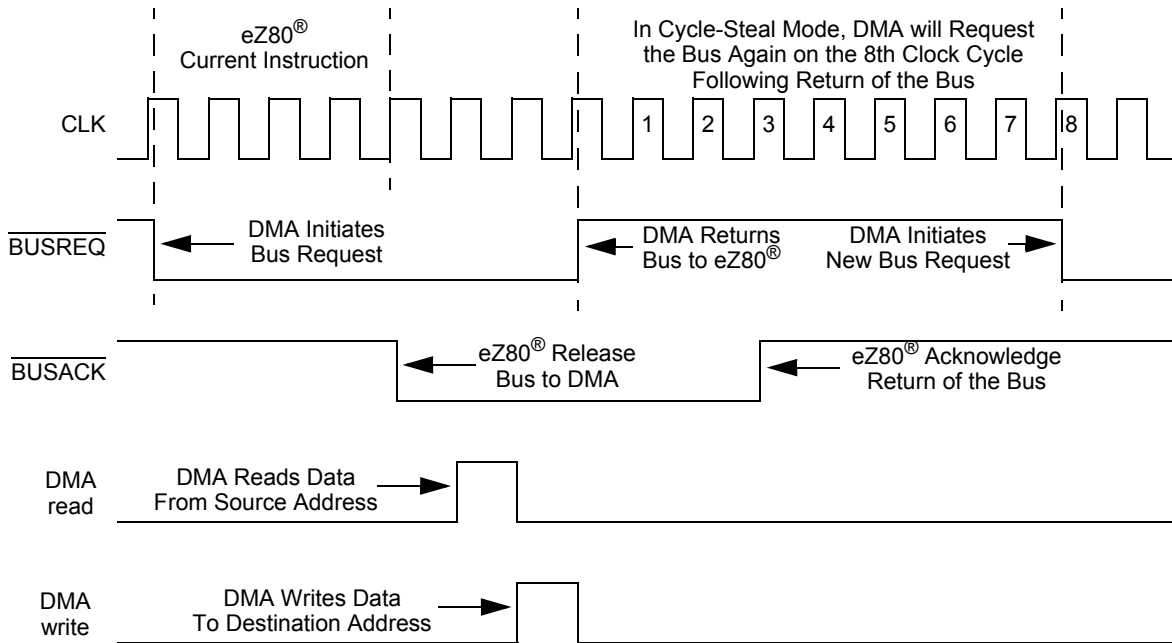 eZ80®
Current Instruction
In Cycle-Steal Mode, DMA will Request
the Bus Again on the 8th Clock Cycle
Following Return of the Bus
CLK
1 2 3 4 5 6 7 8
BUSREQ
DMA Initiates
Bus Request
DMA Returns
Bus to eZ80®
DMA Initiates
New Bus Request
BUSACK
eZ80® Release
Bus to DMA
eZ80® Acknowledge
Return of the Bus
DMA
read
DMA Reads Data
From Source Address
DMA
write
DMA Writes Data
To Destination Address